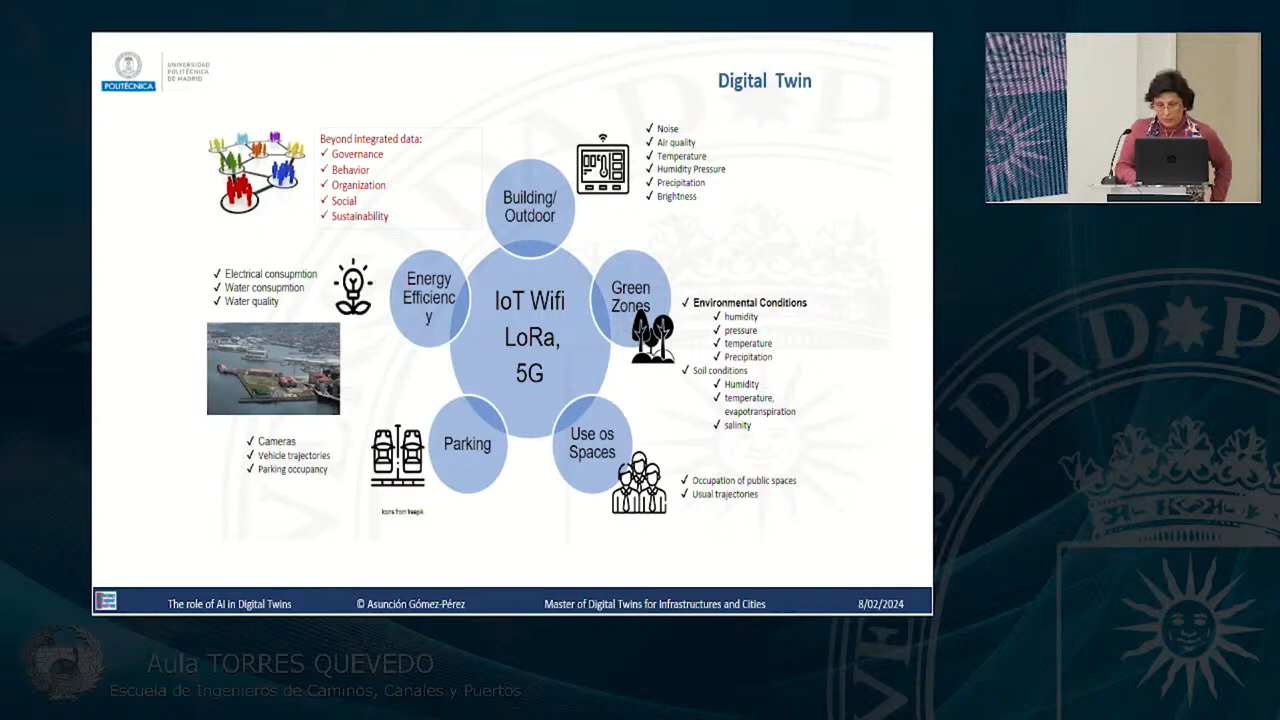 POLITÉCNICA
UNIVERSIDAD
POLITÉCNICA
DE MADRID
Digital Twin
Beyond integrated data:
✓ Governance
✓ Behavior
✓ Organization
✓ Social
✓ Sustainability
Building/
Outdoor
✓ Noise
✓ Air quality
✓ Temperature
✓ Humidity Pressure
✓ Precipitation
✓ Brightness
✓ Electrical consupmtion
✓ Water consupmtion
✓ Water quality
Energy
Efficienc
y
IoT Wifi
LoRa,
5G
Green
Zones
✓ Environmental Conditions
✓ humidity
✓ pressure
✓ temperature
✓ Precipitation
✓ Soil conditions
✓ Humidity
✓ temperature,
evapotranspiration
✓ salinity
✓ Cameras
✓ Vehicle trajectories
✓ Parking occupancy
Parking
Use os
Spaces
✓ Occupation of public spaces
✓ Usual trajectories
Icons from freepik
The role of AI in Digital Twins
© Asunción Gómez-Pérez
Master of Digital Twins for Infrastructures and Cities
8/02/2024
Aula TORRES QUEVEDO
Escuela de Ingenieros de Caminos, Canales y Puertos